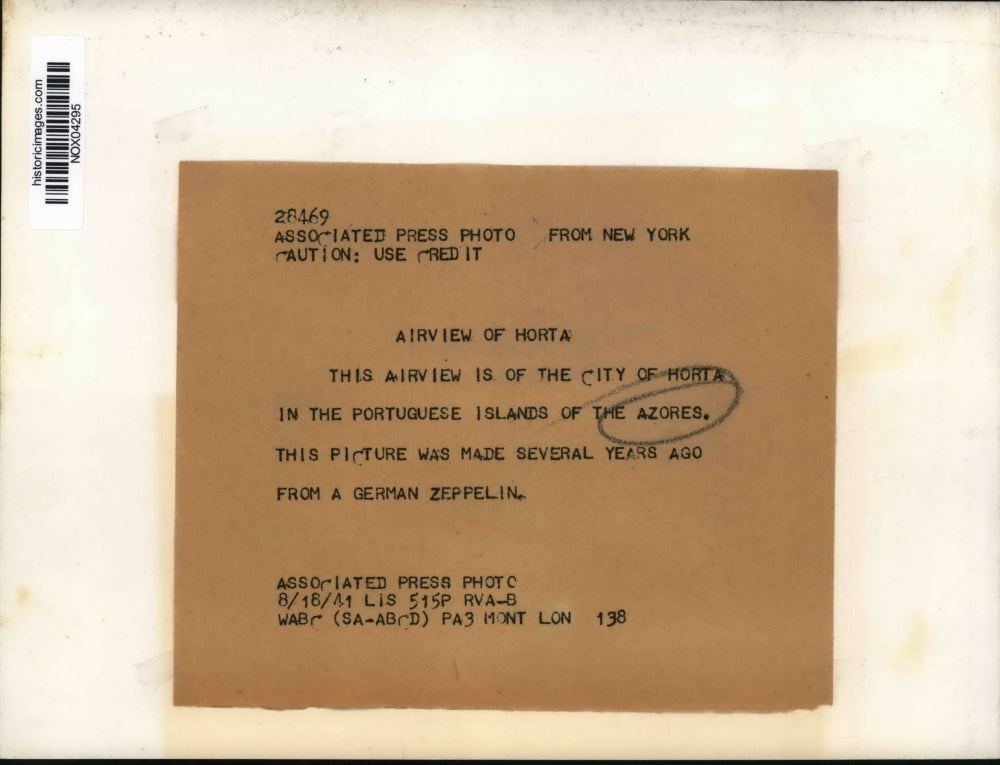 historicimages.com
NOX04295
28469
ASSOCIATED PRESS PHOTO FROM NEW YORK
CAUTION: USE CREDIT
AIRVIEW OF HORTA
THIS AIRVIEW IS OF THE CITY OF HORTA
IN THE PORTUGUESE ISLANDS OF THE AZORES.
THIS PICTURE WAS MADE SEVERAL YEARS AGO
FROM A GERMAN ZEPPELIN.
ASSOCIATED PRESS PHOTO
8/18/41 LIS 515P RVA-B
WABC (SA-ABCD) PA3 MONT LON 138